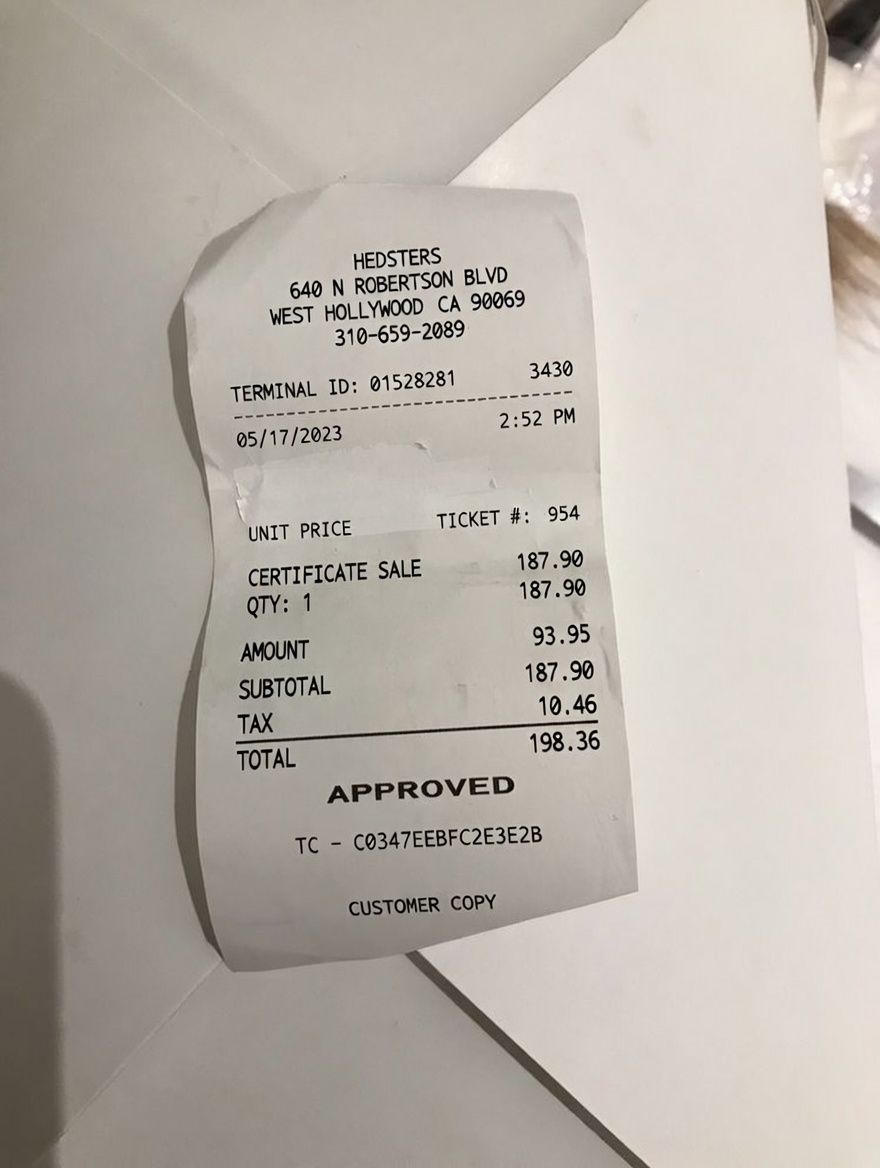 HEDSTERS
640 N ROBERTSON BLVD
WEST HOLLYWOOD CA 90069
310-659-2089
TERMINAL ID: 01528281 3430
05/17/2023 2:52 PM
UNIT PRICE TICKET #: 954
CERTIFICATE SALE 187.90
QTY: 1 187.90
AMOUNT 93.95
SUBTOTAL 187.90
TAX 10.46
TOTAL 198.36
APPROVED
TC - C0347EEBFC2E3E2B
CUSTOMER COPY